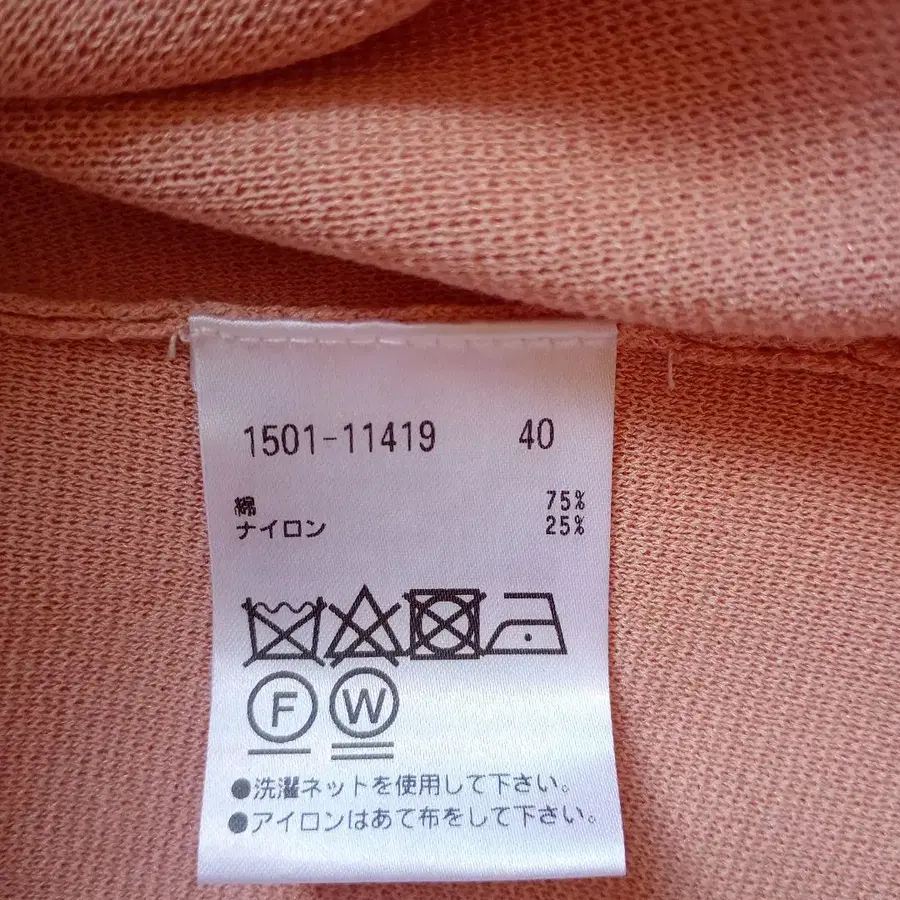 1501-11419 40
綿 75%
ナイロン 25%
F W
●洗濯ネットを使用して下さい。
●アイロンはあて布をして下さい。